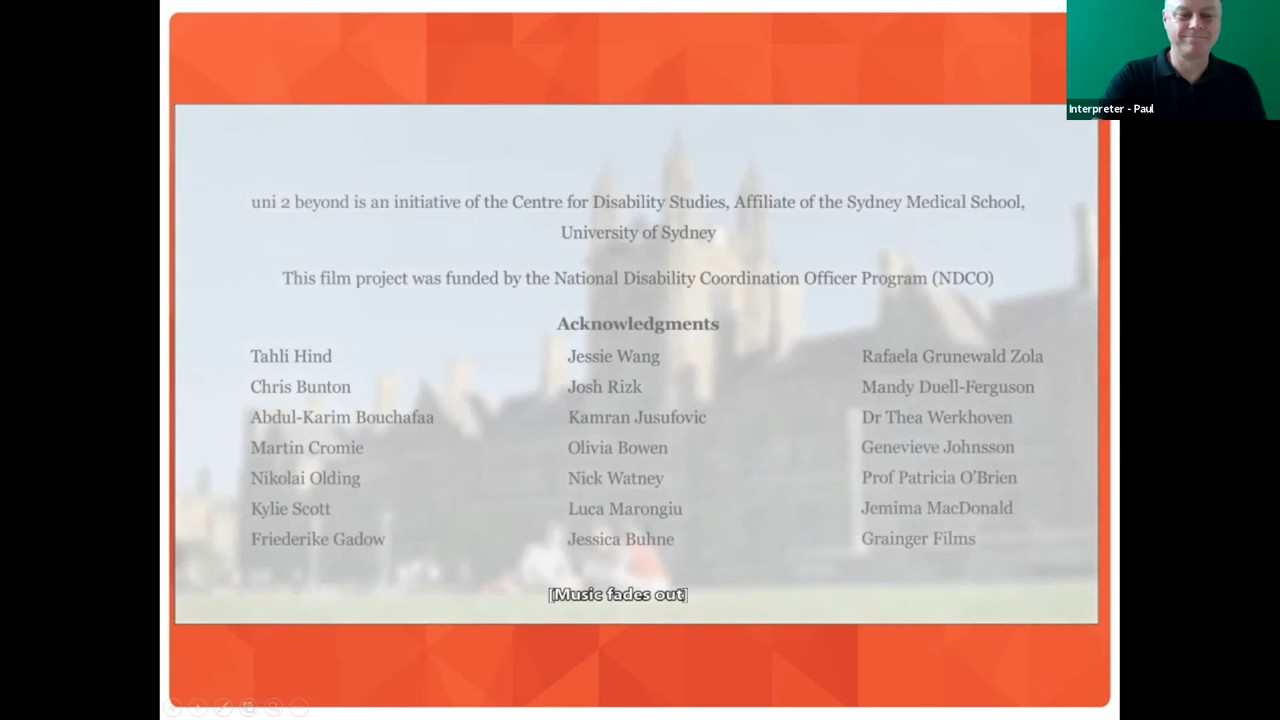 Interpreter - Paul
uni 2 beyond is an initiative of the Centre for Disability Studies, Affiliate of the Sydney Medical School,
University of Sydney
This film project was funded by the National Disability Coordination Officer Program (NDCO)
Acknowledgments
Tahli Hind
Chris Bunton
Abdul-Karim Bouchafaa
Martin Cromie
Nikolai Olding
Kylie Scott
Friederike Gadow
Jessie Wang
Josh Rizk
Kamran Jusufovic
Olivia Bowen
Nick Watney
Luca Marongiu
Jessica Buhne
Rafaela Grunewald Zola
Mandy Duell-Ferguson
Dr Thea Werkhoven
Genevieve Johnsson
Prof Patricia O'Brien
Jemima MacDonald
Grainger Films
[Music fades out]